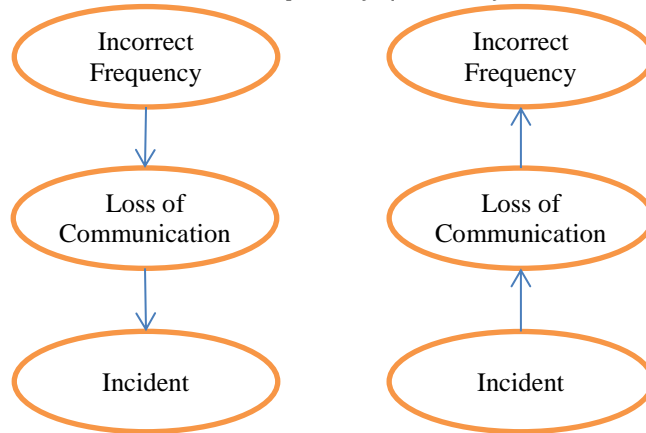 Incorrect
Frequency
Incorrect
Frequency
Loss of
Communication
Loss of
Communication
Incident
Incident